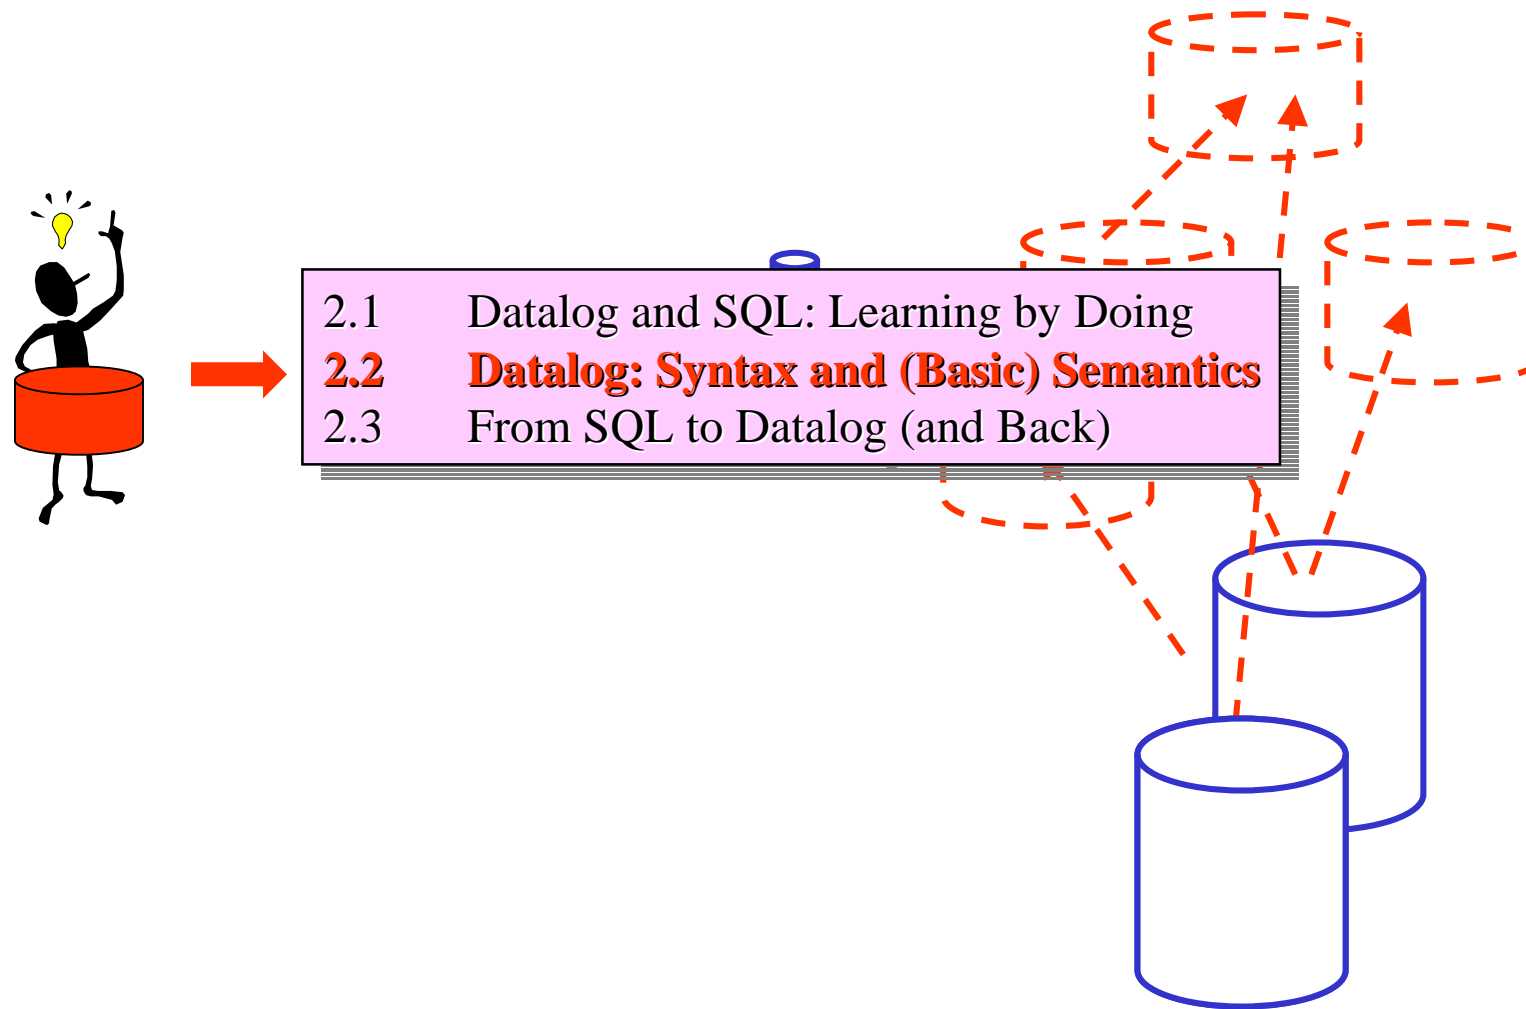 2.1 Datalog and SQL: Learning by Doing
2.2 Datalog: Syntax and (Basic) Semantics
2.3 From SQL to Datalog (and Back)